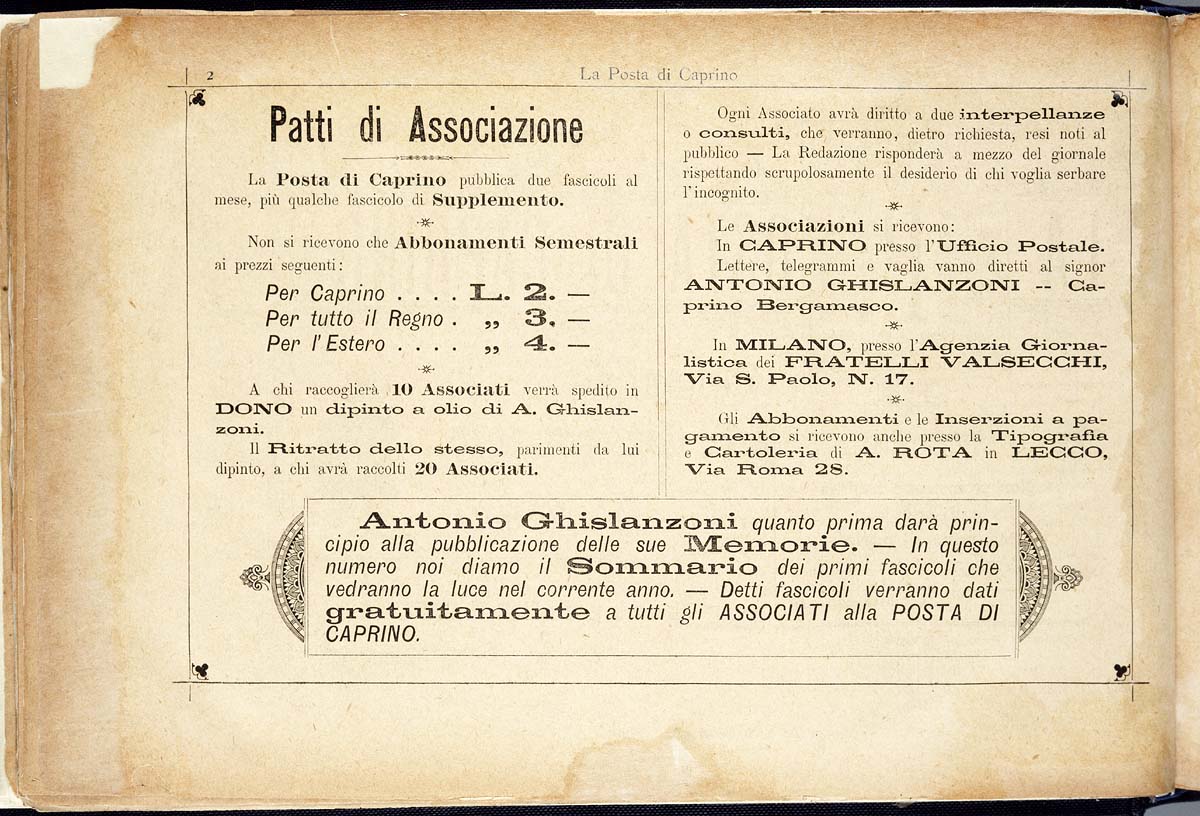 2
La Posta di Caprino
Patti di Associazione
La Posta di Caprino pubblica due fascicoli al
mese, più qualche fascicolo di Supplemento.
Non si ricevono che Abbonamenti Semestrali
ai prezzi seguenti:
Per Caprino . . . . L. 2. —
Per tutto il Regno . „ 3. —
Per l'Estero . . . . „ 4. —
A chi raccoglierà 10 Associati verrà spedito in
DONO un dipinto a olio di A. Ghislan-
zoni.
Il Ritratto dello stesso, parimenti da lui
dipinto, a chi avrà raccolti 20 Associati.
Ogni Associato avrà diritto a due interpellanze
o consulti, che verranno, dietro richiesta, resi noti al
pubblico — La Redazione risponderà a mezzo del giornale
rispettando scrupolosamente il desiderio di chi voglia serbare
l'incognito.
Le Associazioni si ricevono:
In CAPRINO presso l'Ufficio Postale.
Lettere, telegrammi e vaglia vanno diretti al signor
ANTONIO GHISLANZONI -- Ca-
prino Bergamasco.
In MILANO, presso l'Agenzia Giorna-
listica dei FRATELLI VALSECCHI,
Via S. Paolo, N. 17.
Gli Abbonamenti e le Inserzioni a pa-
gamento si ricevono anche presso la Tipografia
e Cartoleria di A. ROTA in LECCO,
Via Roma 28.
Antonio Ghislanzoni quanto prima darà prin-
cipio alla pubblicazione delle sue Memorie. — In questo
numero noi diamo il Sommario dei primi fascicoli che
vedranno la luce nel corrente anno. — Detti fascicoli verranno dati
gratuitamente a tutti gli ASSOCIATI alla POSTA DI
CAPRINO.